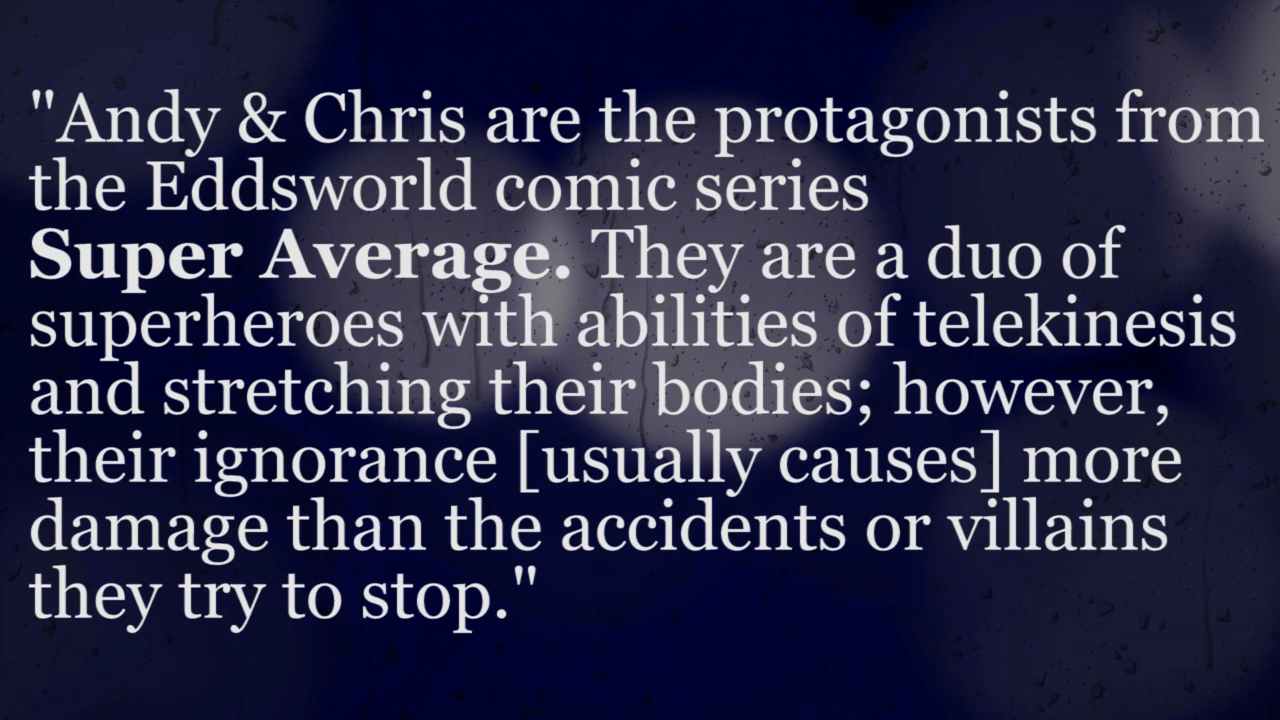 "Andy & Chris are the protagonists from
the Eddsworld comic series
Super Average. They are a duo of
superheroes with abilities of telekinesis
and stretching their bodies; however,
their ignorance [usually causes] more
damage than the accidents or villains
they try to stop."